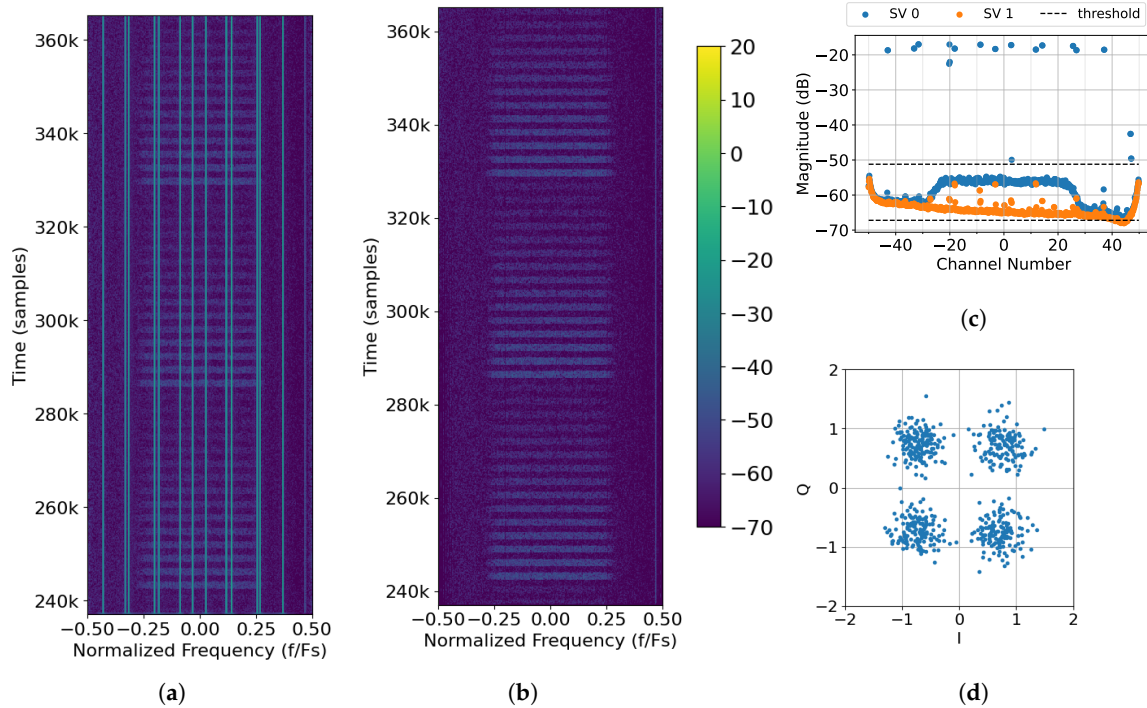 360k
340k
320k
300k
280k
260k
240k
Time (samples)
−0.50 −0.25 0.00 0.25 0.50
Normalized Frequency (f/Fs)
(a)
360k
340k
320k
300k
280k
260k
240k
Time (samples)
−0.50 −0.25 0.00 0.25 0.50
Normalized Frequency (f/Fs)
(b)
20
10
0
−10
−20
−30
−40
−50
−60
−70
SV 0 SV 1 threshold
−20
−30
−40
−50
−60
−70
Magnitude (dB)
−40 −20 0 20 40
Channel Number
(c)
2
1
0
−1
−2
Q
−2 −1 0 1 2
I
(d)